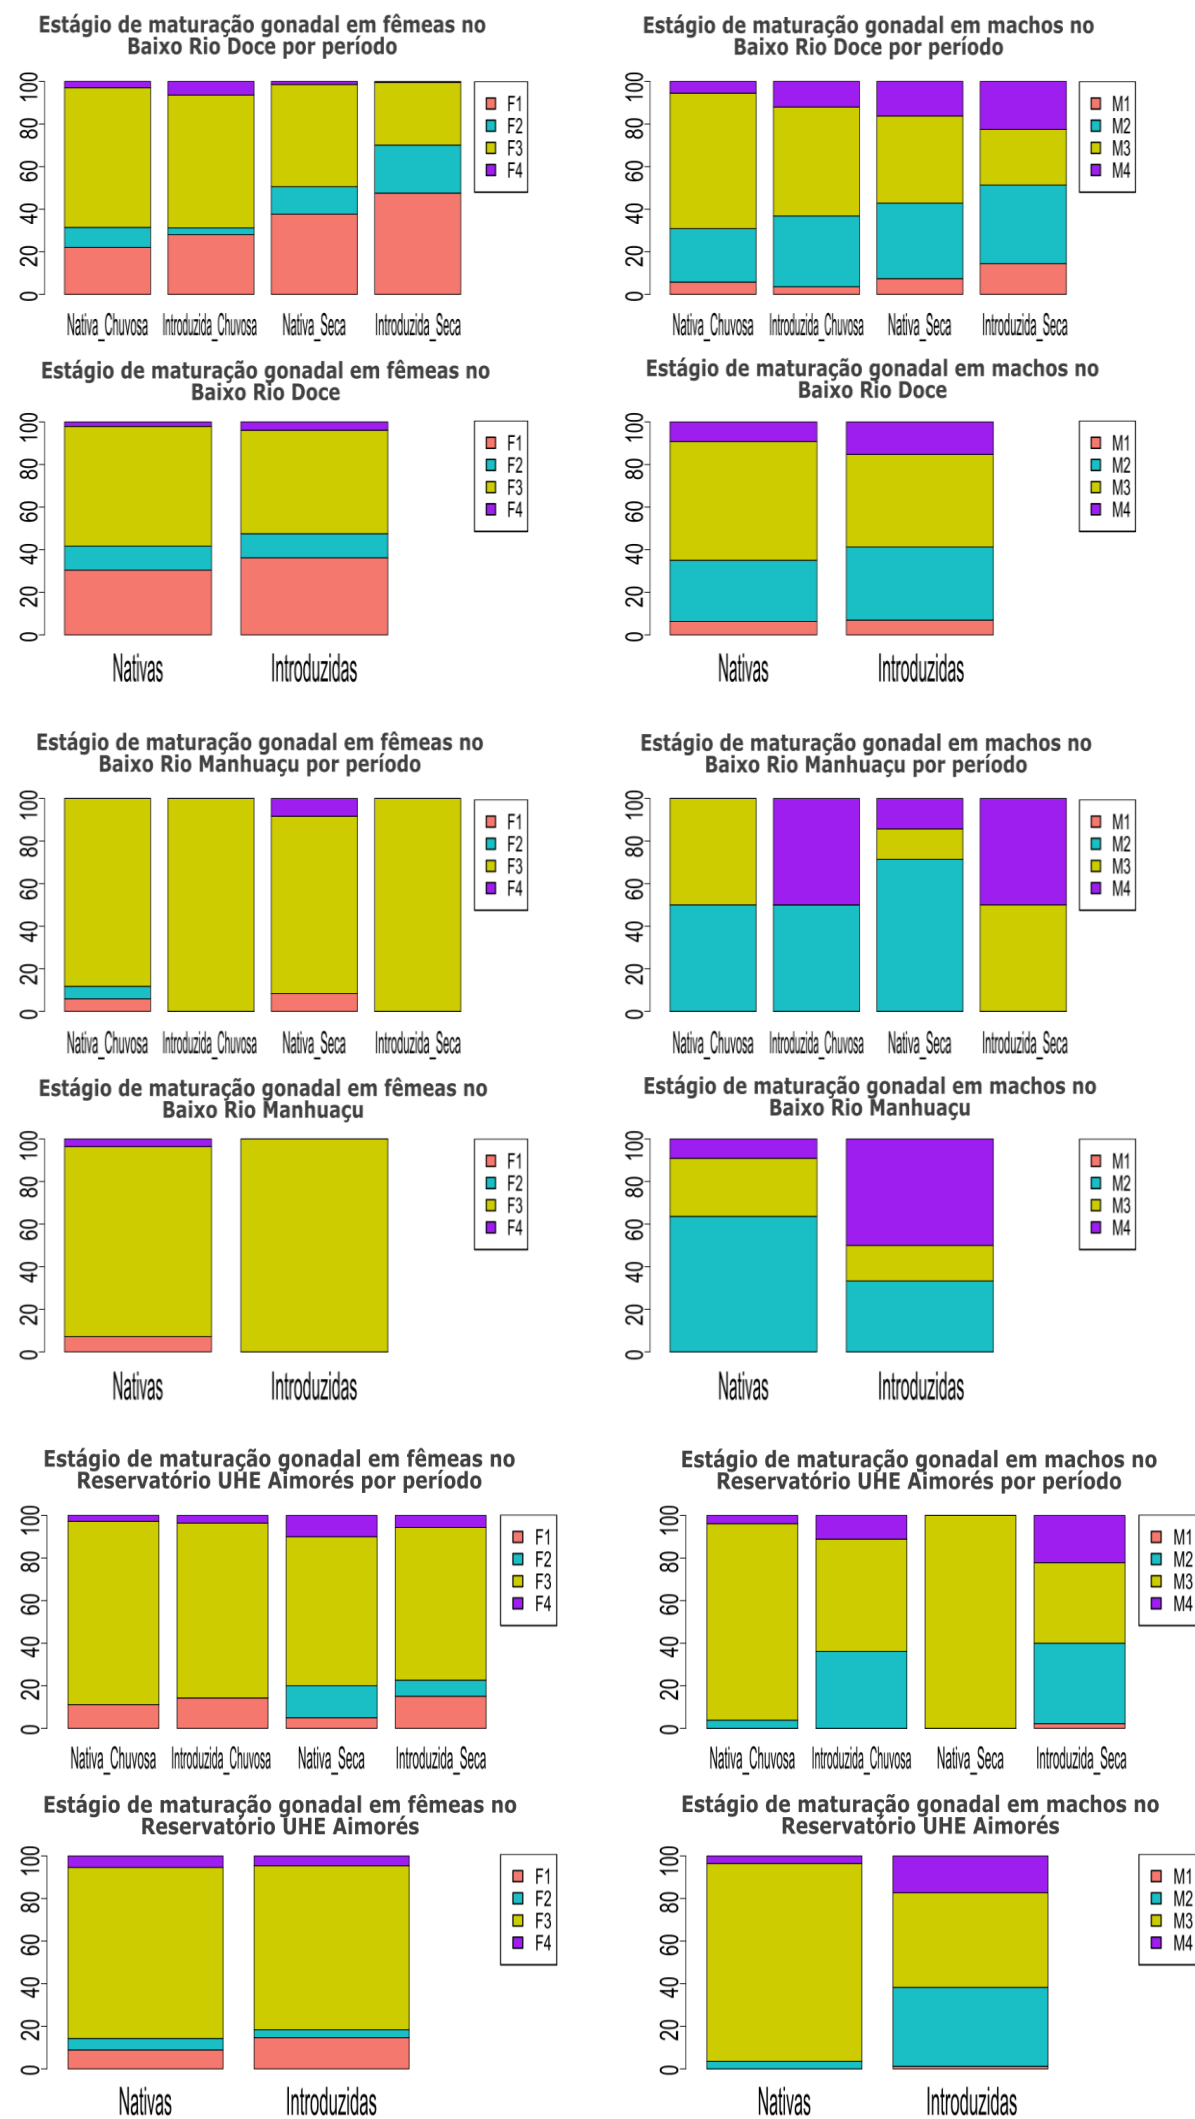 Estágio de maturação gonadal em fêmeas no
Baixo Rio Doce por período
100
80
60
40
20
0
F1
F2
F3
F4
Nativa_Chuvosa Introduzida_Chuvosa Nativa_Seca Introduzida_Seca
Estágio de maturação gonadal em machos no
Baixo Rio Doce por período
100
80
60
40
20
0
M1
M2
M3
M4
Nativa_Chuvosa Introduzida_Chuvosa Nativa_Seca Introduzida_Seca
Estágio de maturação gonadal em fêmeas no
Baixo Rio Doce
100
80
60
40
20
0
F1
F2
F3
F4
Nativas Introduzidas
Estágio de maturação gonadal em machos no
Baixo Rio Doce
100
80
60
40
20
0
M1
M2
M3
M4
Nativas Introduzidas
Estágio de maturação gonadal em fêmeas no
Baixo Rio Manhuaçu por período
100
80
60
40
20
0
F1
F2
F3
F4
Nativa_Chuvosa Introduzida_Chuvosa Nativa_Seca Introduzida_Seca
Estágio de maturação gonadal em machos no
Baixo Rio Manhuaçu por período
100
80
60
40
20
0
M1
M2
M3
M4
Nativa_Chuvosa Introduzida_Chuvosa Nativa_Seca Introduzida_Seca
Estágio de maturação gonadal em fêmeas no
Baixo Rio Manhuaçu
100
80
60
40
20
0
F1
F2
F3
F4
Nativas Introduzidas
Estágio de maturação gonadal em machos no
Baixo Rio Manhuaçu
100
80
60
40
20
0
M1
M2
M3
M4
Nativas Introduzidas
Estágio de maturação gonadal em fêmeas no
Reservatório UHE Aimorés por período
100
80
60
40
20
0
F1
F2
F3
F4
Nativa_Chuvosa Introduzida_Chuvosa Nativa_Seca Introduzida_Seca
Estágio de maturação gonadal em machos no
Reservatório UHE Aimorés por período
100
80
60
40
20
0
M1
M2
M3
M4
Nativa_Chuvosa Introduzida_Chuvosa Nativa_Seca Introduzida_Seca
Estágio de maturação gonadal em fêmeas no
Reservatório UHE Aimorés
100
80
60
40
20
0
F1
F2
F3
F4
Nativas Introduzidas
Estágio de maturação gonadal em machos no
Reservatório UHE Aimorés
100
80
60
40
20
0
M1
M2
M3
M4
Nativas Introduzidas